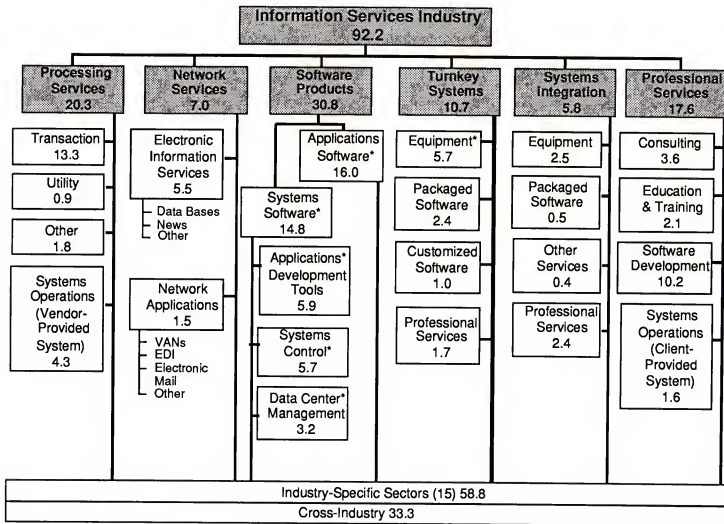 Information Services Industry
92.2
Processing
Services
20.3
Transaction
13.3
Utility
0.9
Other
1.8
Systems
Operations
(Vendor-
Provided
System)
4.3
Network
Services
7.0
Electronic
Information
Services
5.5
Data Bases
News
Other
Network
Applications
1.5
VANs
EDI
Electronic
Mail
Other
Software
Products
30.8
Applications
Software*
16.0
Systems
Software*
14.8
Applications*
Development
Tools
5.9
Systems
Control*
5.7
Data Center*
Management
3.2
Turnkey
Systems
10.7
Equipment*
5.7
Packaged
Software
2.4
Customized
Software
1.0
Professional
Services
1.7
Systems
Integration
5.8
Equipment
2.5
Packaged
Software
0.5
Other
Services
0.4
Professional
Services
2.4
Professional
Services
17.6
Consulting
3.6
Education
& Training
2.1
Software
Development
10.2
Systems
Operations
(Client-
Provided
System)
1.6
Industry-Specific Sectors (15) 58.8
Cross-Industry 33.3